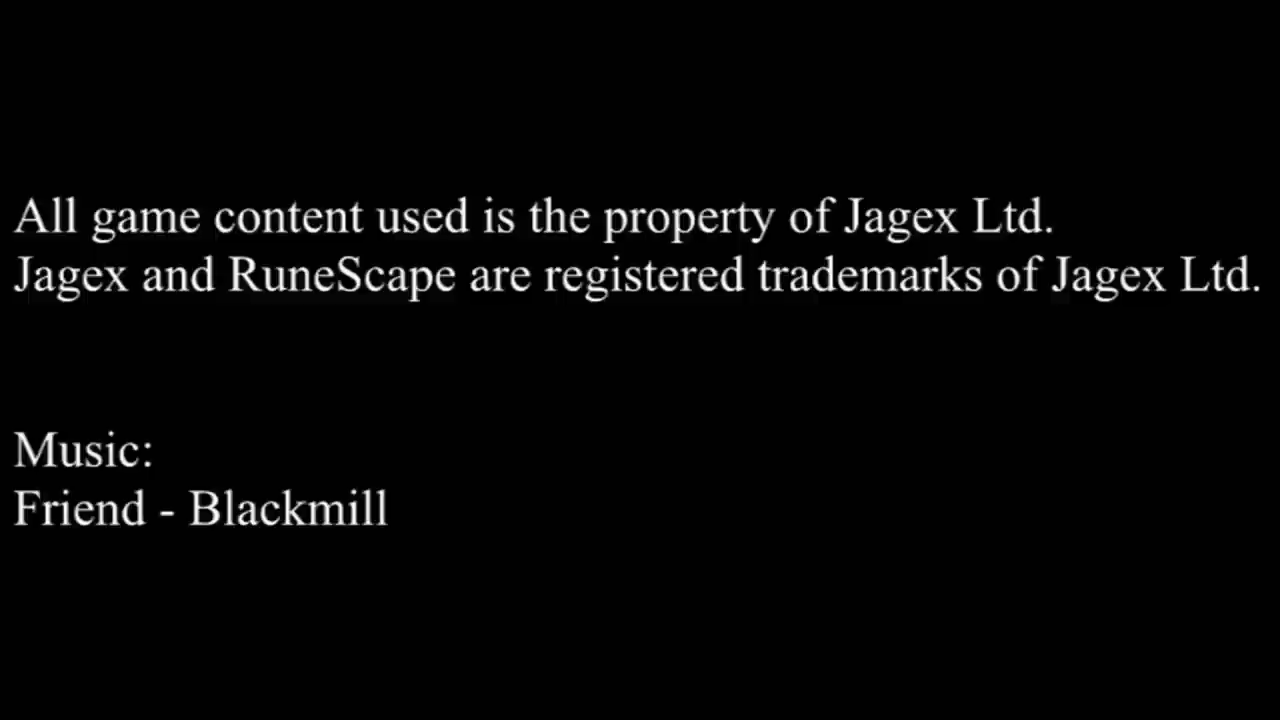 All game content used is the property of Jagex Ltd.
Jagex and RuneScape are registered trademarks of Jagex Ltd.
Music:
Friend - Blackmill